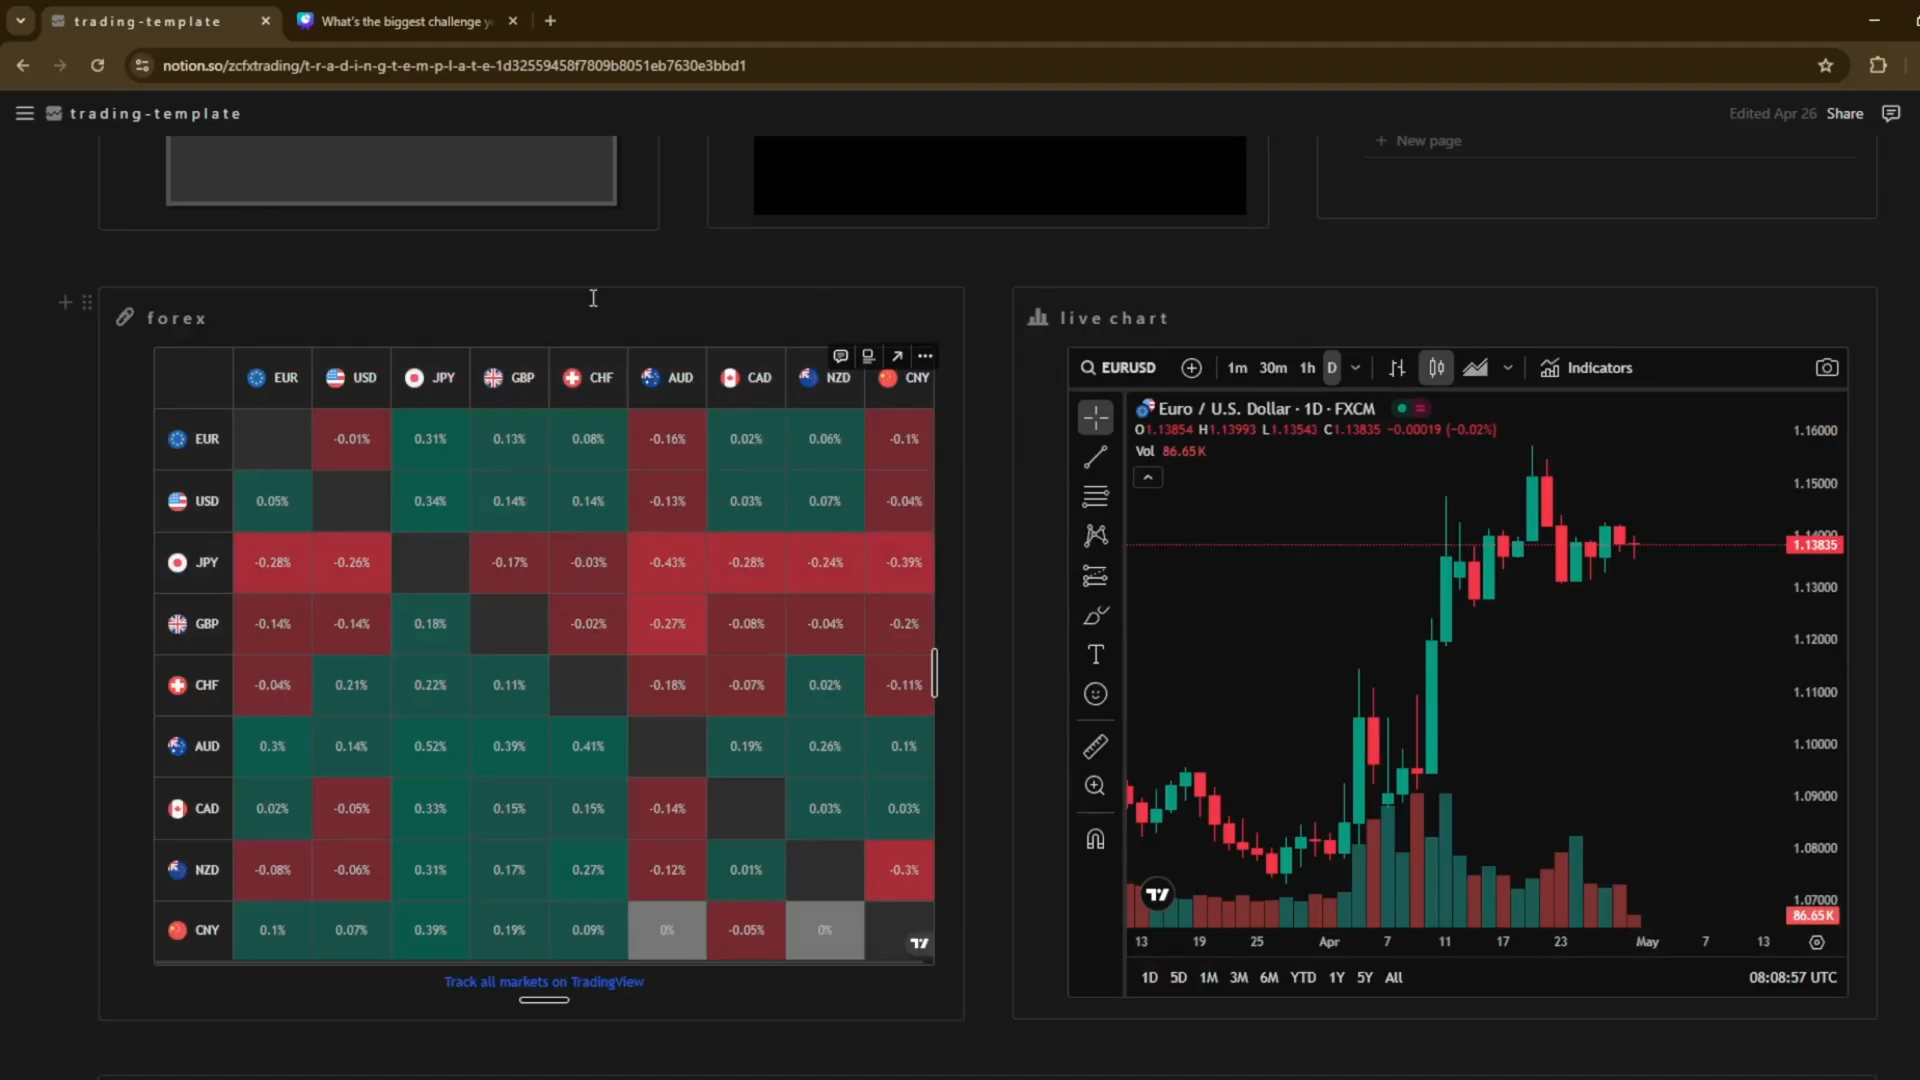 trading-template
What's the biggest challenge y
notion.so/zcfxtrading/t-r-a-d-i-n-g-t-e-m-p-l-a-t-e-1d32559458f7809b8051eb7630e3bbd1
trading-template
Edited Apr 26
Share
New page
forex
EUR USD JPY GBP CHF AUD CAD NZD CNY
EUR -0.01% 0.31% 0.13% 0.08% -0.16% 0.02% 0.06% -0.1%
USD 0.05% 0.34% 0.14% 0.14% -0.13% 0.03% 0.07% -0.04%
JPY -0.28% -0.26% -0.17% -0.03% -0.43% -0.28% -0.24% -0.39%
GBP -0.14% -0.14% 0.18% -0.02% -0.27% -0.08% -0.04% -0.2%
CHF -0.04% 0.21% 0.22% 0.11% -0.18% -0.07% 0.02% -0.11%
AUD 0.3% 0.14% 0.52% 0.39% 0.41% 0.19% 0.26% 0.1%
CAD 0.02% -0.05% 0.33% 0.15% 0.15% -0.14% 0.03% 0.03%
NZD -0.08% -0.06% 0.31% 0.17% 0.27% -0.12% 0.01% -0.3%
CNY 0.1% 0.07% 0.39% 0.19% 0.09% 0% -0.05% 0%
Track all markets on TradingView
live chart
EURUSD 1m 30m 1h D Indicators
Euro / U.S. Dollar · 1D · FXCM
O1.13854 H1.13993 L1.13543 C1.13835 -0.00019 (-0.02%)
Vol 86.65K
1.16000
1.15000
1.14000
1.13835
1.13000
1.12000
1.11000
1.10000
1.09000
1.08000
1.07000
86.65K
13 19 25 Apr 7 11 17 23 May 7 13
1D 5D 1M 3M 6M YTD 1Y 5Y All
08:08:57 UTC